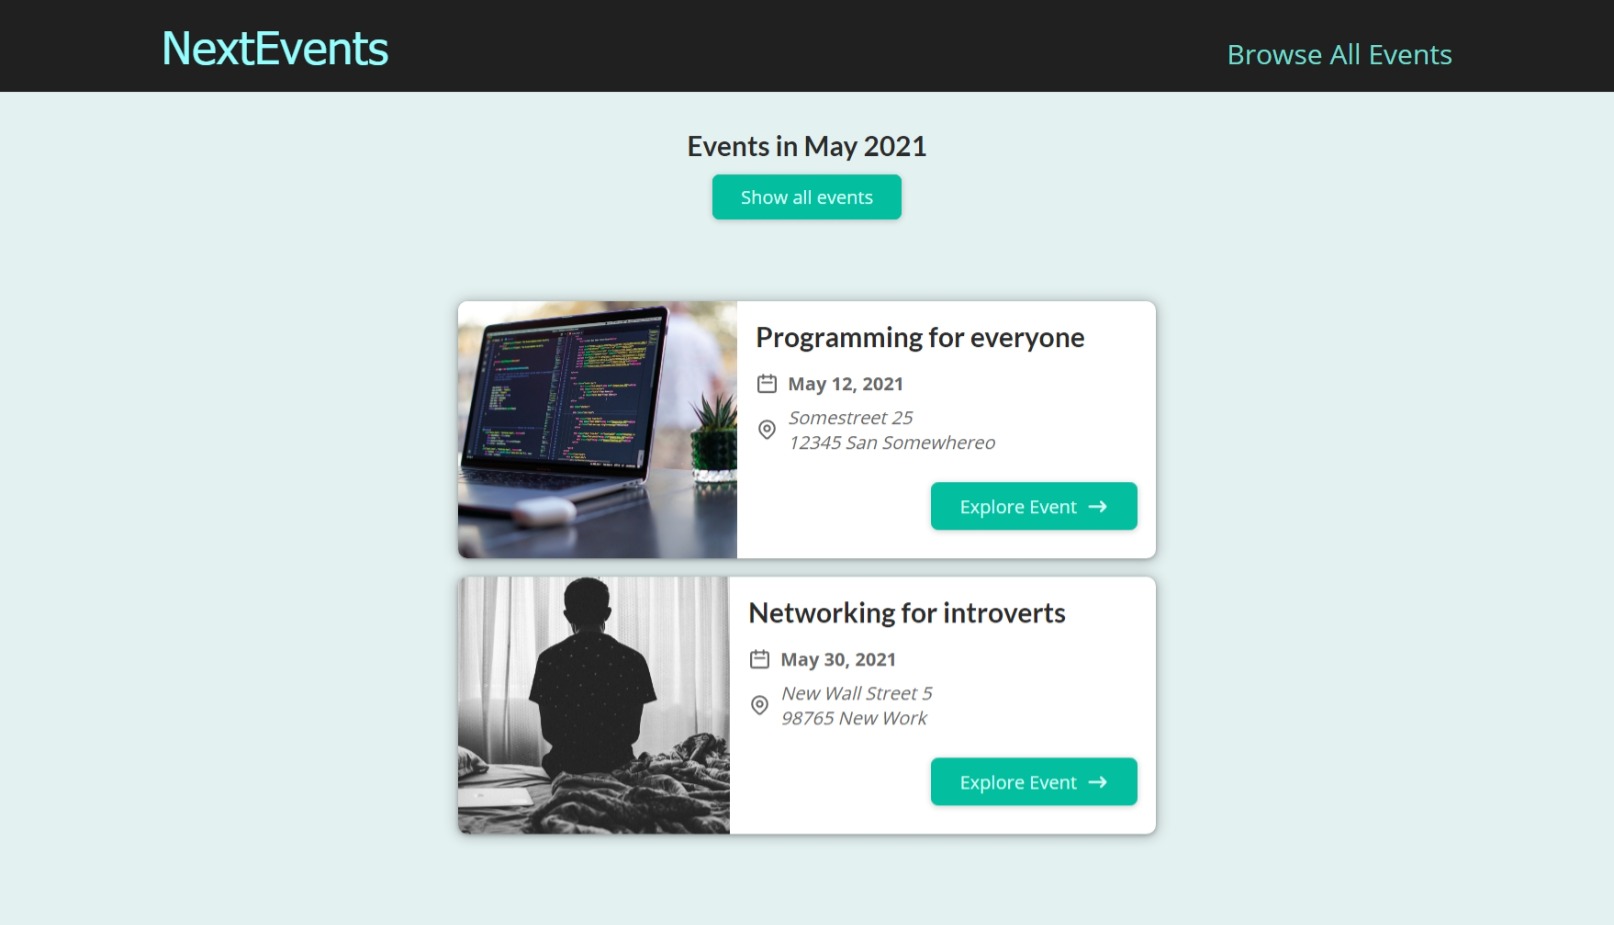 NextEvents
Browse All Events
Events in May 2021
Show all events
Programming for everyone
May 12, 2021
Somestreet 25
12345 San Somewhereo
Explore Event
Networking for introverts
May 30, 2021
New Wall Street 5
98765 New Work
Explore Event